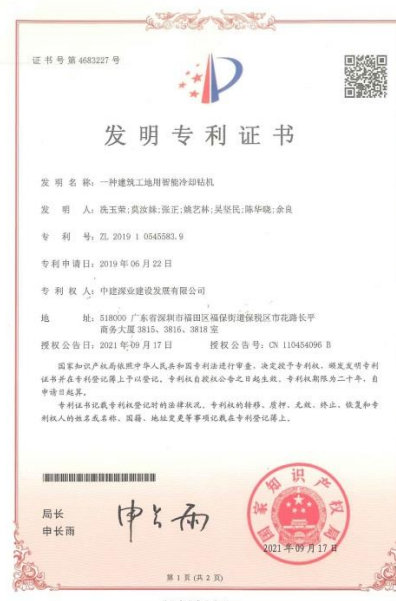 证书号第4683227号
发明专利证书
发明名称：一种建筑工地用智能冷却钻机
发明人：冼玉荣;莫汝妹;张正;姚艺林;吴坚民;陈华晓;余良
专利号：ZL 2019 1 0545583.9
专利申请日：2019年06月22日
专利权人：中建深业建设发展有限公司
地址：518000 广东省深圳市福田区福保街道保税区市花路长平
商务大厦3815、3816、3818室
授权公告日：2021年09月17日 授权公告号：CN 110454096 B
国家知识产权局依照中华人民共和国专利法进行审查，决定授予专利权，颁发发明专利
证书并在专利登记簿上予以登记。专利权自授权公告之日起生效。专利权期限为二十年，自
申请日起算。
专利证书记载专利权登记时的法律状况。专利权的转移、质押、无效、终止、恢复和专
利权人的姓名或名称、国籍、地址变更等事项记载在专利登记簿上。
局长
申长雨
申长雨
国家知识产权局
2021年09月17日
第1页(共2页)